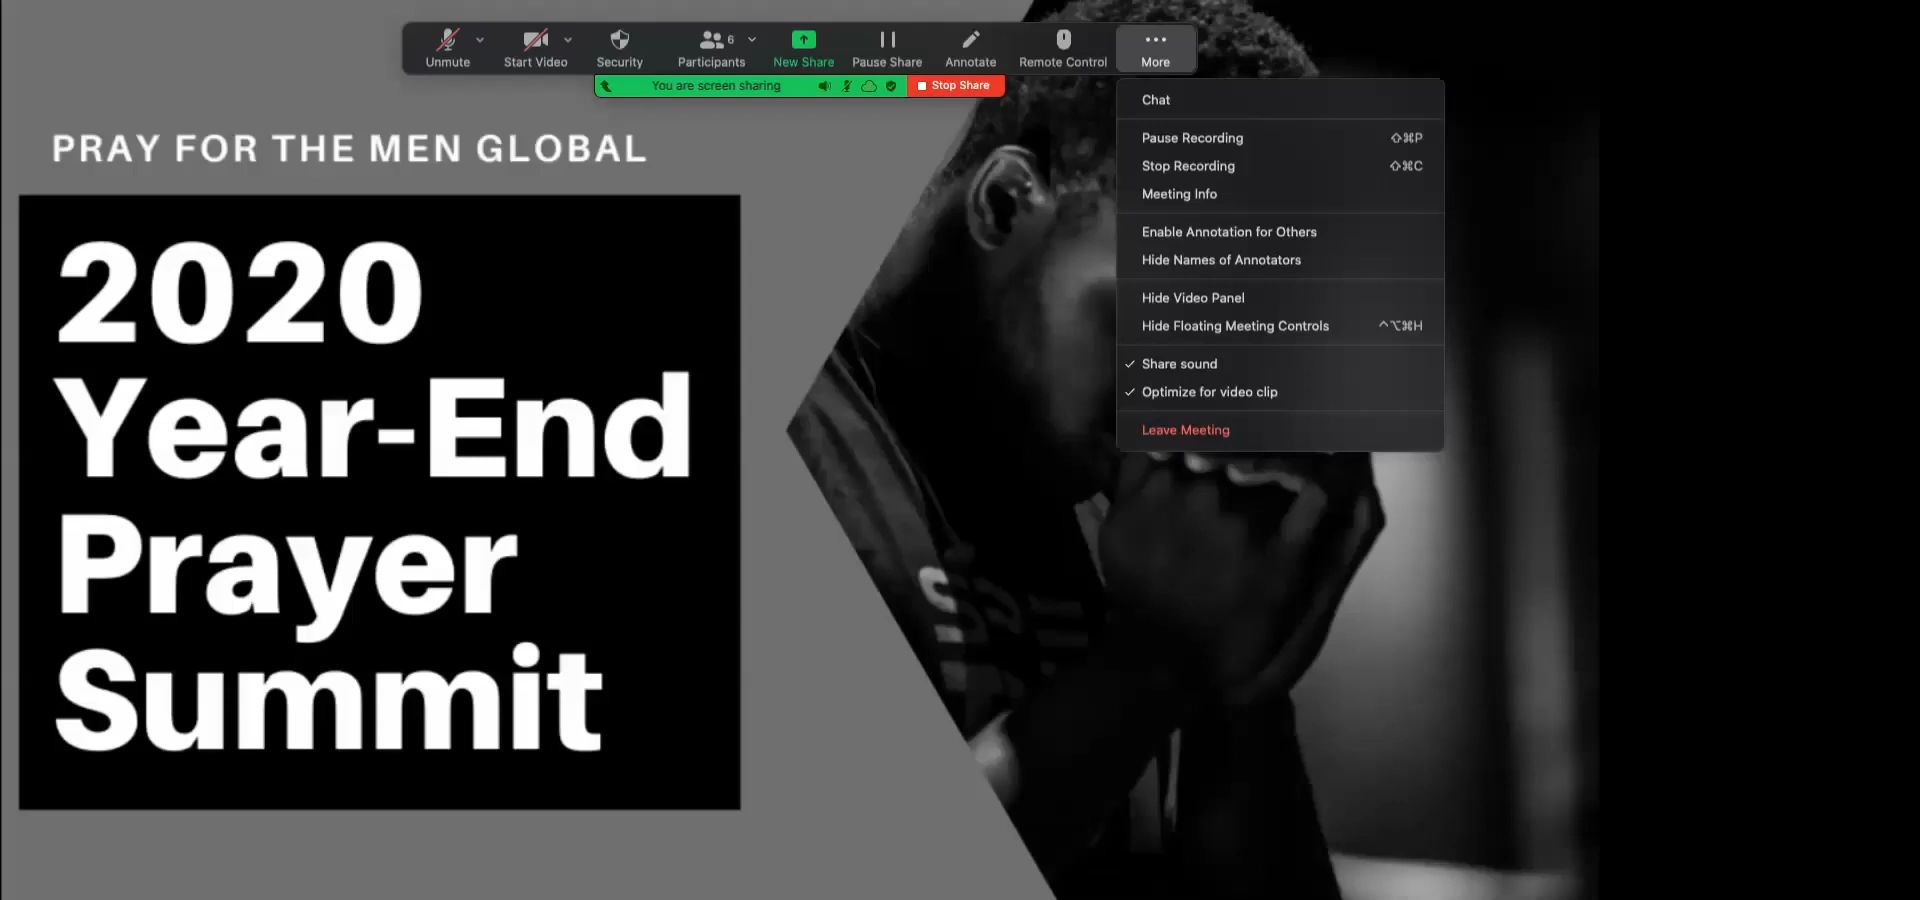 Unmute
Start Video
Security
6
Participants
New Share
Pause Share
Annotate
Remote Control
More
You are screen sharing
Stop Share
Chat
Pause Recording ⇧⌘P
Stop Recording ⇧⌘C
Meeting Info
Enable Annotation for Others
Hide Names of Annotators
Hide Video Panel
Hide Floating Meeting Controls ^⌥⌘H
Share sound
Optimize for video clip
Leave Meeting
PRAY FOR THE MEN GLOBAL
2020
Year-End
Prayer
Summit